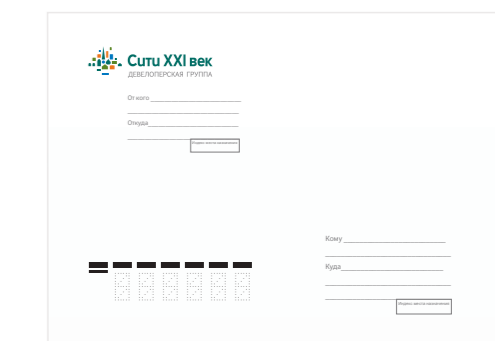 Сити XXI век
ДЕВЕЛОПЕРСКАЯ ГРУППА
От кого
Откуда
Индекс места назначения
Кому
Куда
Индекс места назначения